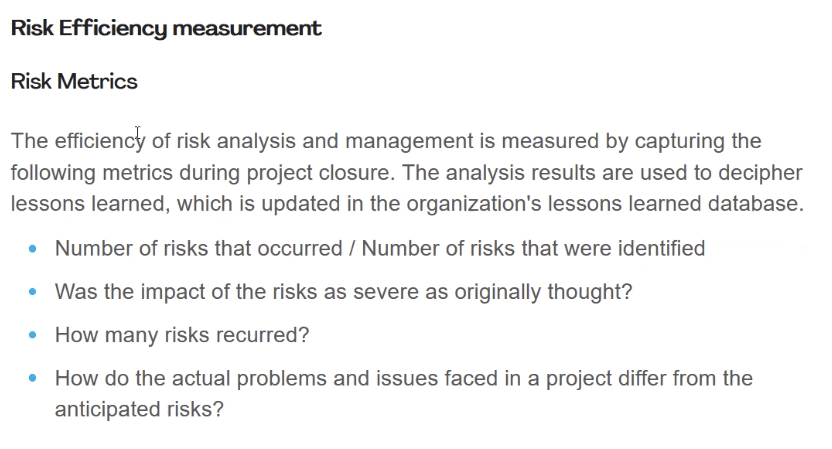 Risk Efficiency measurement
Risk Metrics
The efficiency of risk analysis and management is measured by capturing the
following metrics during project closure. The analysis results are used to decipher
lessons learned, which is updated in the organization's lessons learned database.
• Number of risks that occurred / Number of risks that were identified
• Was the impact of the risks as severe as originally thought?
• How many risks recurred?
• How do the actual problems and issues faced in a project differ from the
anticipated risks?